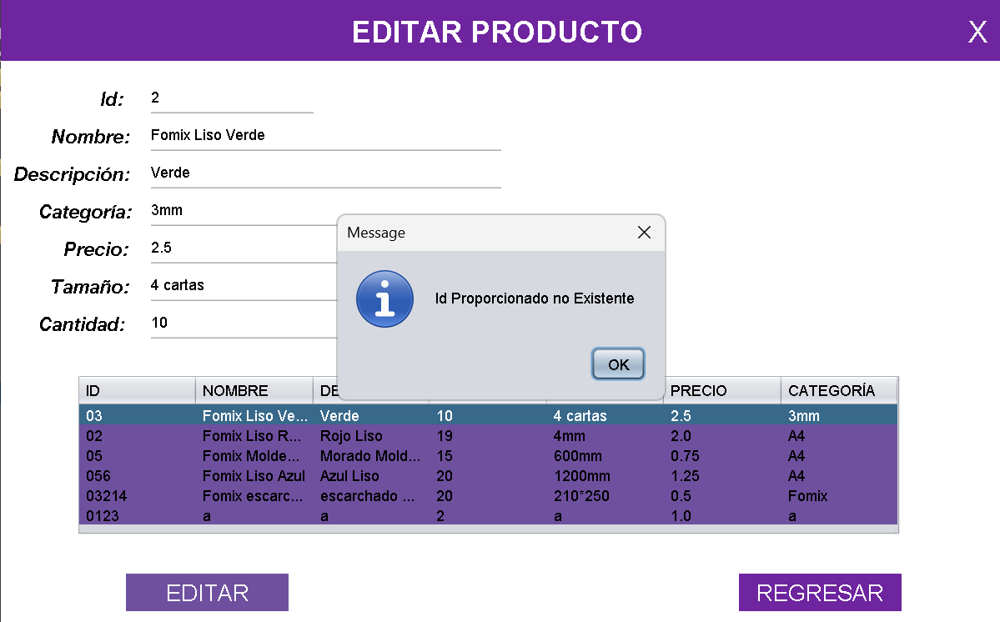 EDITAR PRODUCTO
X
Id: 2
Nombre: Fomix Liso Verde
Descripción: Verde
Categoría: 3mm
Precio: 2.5
Tamaño: 4 cartas
Cantidad: 10
Message
Id Proporcionado no Existente
OK
ID NOMBRE DE PRECIO CATEGORÍA
03 Fomix Liso Ve... Verde 10 4 cartas 2.5 3mm
02 Fomix Liso R... Rojo Liso 19 4mm 2.0 A4
05 Fomix Molde... Morado Mold... 15 600mm 0.75 A4
056 Fomix Liso Azul Azul Liso 20 1200mm 1.25 A4
03214 Fomix escarc... escarchado ... 20 210*250 0.5 Fomix
0123 a a 2 a 1.0 a
EDITAR REGRESAR